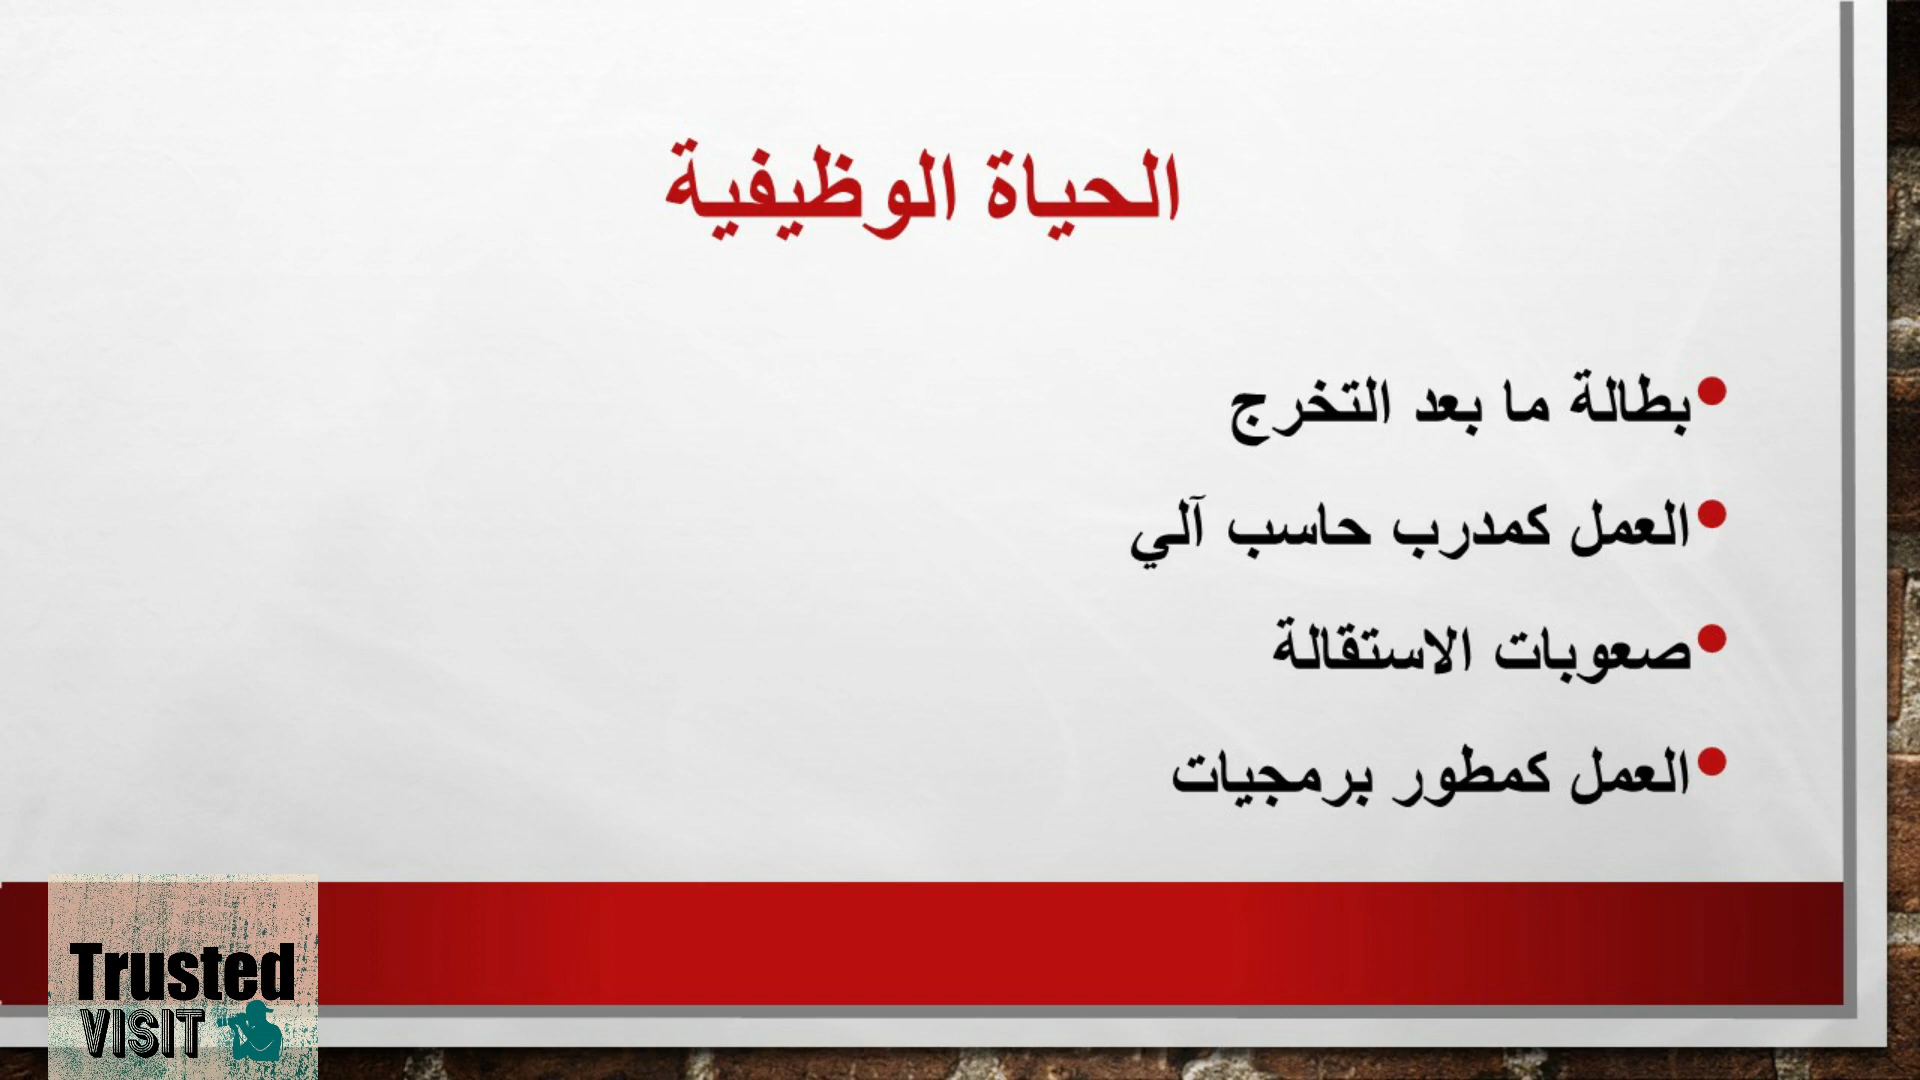 الحياة الوظيفية
•بطالة ما بعد التخرج
•العمل كمدرب حاسب آلي
•صعوبات الاستقالة
•العمل كمطور برمجيات
Trusted
VISIT